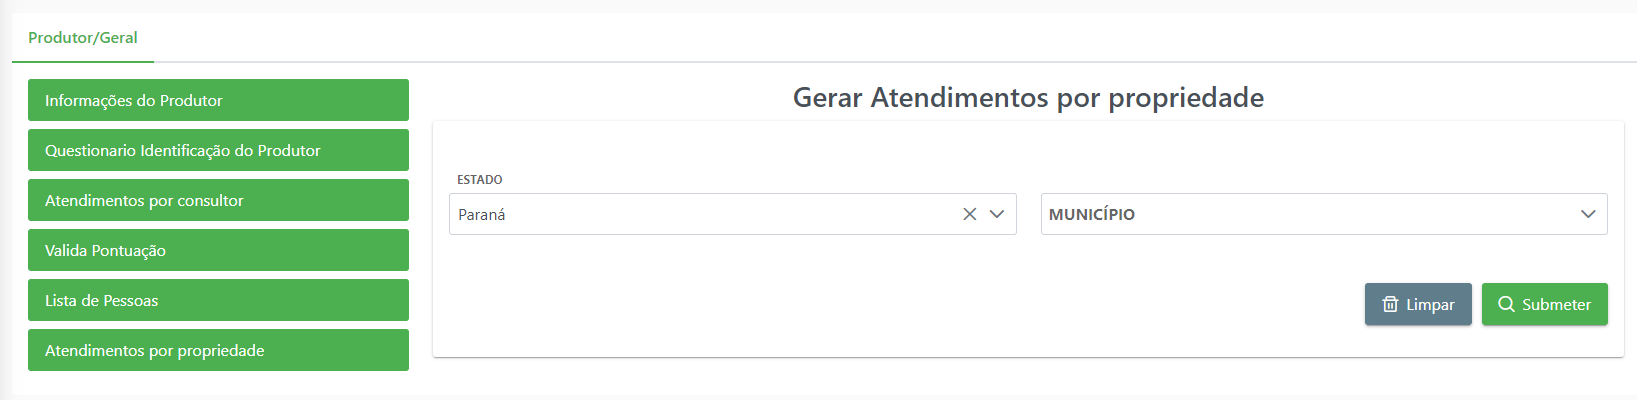 Produtor/Geral
Informações do Produtor
Questionario Identificação do Produtor
Atendimentos por consultor
Valida Pontuação
Lista de Pessoas
Atendimentos por propriedade
Gerar Atendimentos por propriedade
ESTADO
Paraná
MUNICÍPIO
Limpar
Submeter